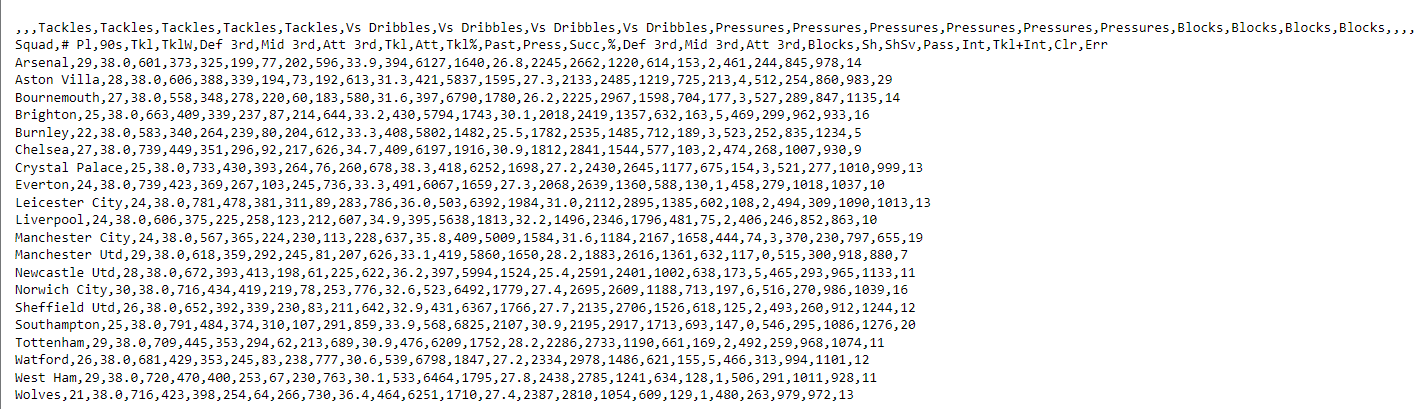 ,,,Tackles,Tackles,Tackles,Tackles,Tackles,Vs Dribbles,Vs Dribbles,Vs Dribbles,Vs Dribbles,Pressures,Pressures,Pressures,Pressures,Pressures,Pressures,Blocks,Blocks,Blocks,Blocks,,,,
Squad,# Pl,90s,Tkl,TklW,Def 3rd,Mid 3rd,Att 3rd,Tkl,Att,Tkl%,Past,Press,Succ,%,Def 3rd,Mid 3rd,Att 3rd,Blocks,Sh,ShSv,Pass,Int,Tkl+Int,Clr,Err
Arsenal,29,38.0,601,373,325,199,77,202,596,33.9,394,6127,1640,26.8,2245,2662,1220,614,153,2,461,244,845,978,14
Aston Villa,28,38.0,606,388,339,194,73,192,613,31.3,421,5837,1595,27.3,2133,2485,1219,725,213,4,512,254,860,983,29
Bournemouth,27,38.0,558,348,278,220,60,183,580,31.6,397,6790,1780,26.2,2225,2967,1598,704,177,3,527,289,847,1135,14
Brighton,25,38.0,663,409,339,237,87,214,644,33.2,430,5794,1743,30.1,2018,2419,1357,632,163,5,469,299,962,933,16
Burnley,22,38.0,583,340,264,239,80,204,612,33.3,408,5802,1482,25.5,1782,2535,1485,712,189,3,523,252,835,1234,5
Chelsea,27,38.0,739,449,351,296,92,217,626,34.7,409,6197,1916,30.9,1812,2841,1544,577,103,2,474,268,1007,930,9
Crystal Palace,25,38.0,733,430,393,264,76,260,678,38.3,418,6252,1698,27.2,2430,2645,1177,675,154,3,521,277,1010,999,13
Everton,24,38.0,739,423,369,267,103,245,736,33.3,491,6067,1659,27.3,2068,2639,1360,588,130,1,458,279,1018,1037,10
Leicester City,24,38.0,781,478,381,311,89,283,786,36.0,503,6392,1984,31.0,2112,2895,1385,602,108,2,494,309,1090,1013,13
Liverpool,24,38.0,606,375,225,258,123,212,607,34.9,395,5638,1813,32.2,1496,2346,1796,481,75,2,406,246,852,863,10
Manchester City,24,38.0,567,365,224,230,113,228,637,35.8,409,5009,1584,31.6,1184,2167,1658,444,74,3,370,230,797,655,19
Manchester Utd,29,38.0,618,359,292,245,81,207,626,33.1,419,5860,1650,28.2,1883,2616,1361,632,117,0,515,300,918,880,7
Newcastle Utd,28,38.0,672,393,413,198,61,225,622,36.2,397,5994,1524,25.4,2591,2401,1002,638,173,5,465,293,965,1133,11
Norwich City,30,38.0,716,434,419,219,78,253,776,32.6,523,6492,1779,27.4,2695,2609,1188,713,197,6,516,270,986,1039,16
Sheffield Utd,26,38.0,652,392,339,230,83,211,642,32.9,431,6367,1766,27.7,2135,2706,1526,618,125,2,493,260,912,1244,12
Southampton,25,38.0,791,484,374,310,107,291,859,33.9,568,6825,2107,30.9,2195,2917,1713,693,147,0,546,295,1086,1276,20
Tottenham,29,38.0,709,445,353,294,62,213,689,30.9,476,6209,1752,28.2,2286,2733,1190,661,169,2,492,259,968,1074,11
Watford,26,38.0,681,429,353,245,83,238,777,30.6,539,6798,1847,27.2,2334,2978,1486,621,155,5,466,313,994,1101,12
West Ham,29,38.0,720,470,400,253,67,230,763,30.1,533,6464,1795,27.8,2438,2785,1241,634,128,1,506,291,1011,928,11
Wolves,21,38.0,716,423,398,254,64,266,730,36.4,464,6251,1710,27.4,2387,2810,1054,609,129,1,480,263,979,972,13